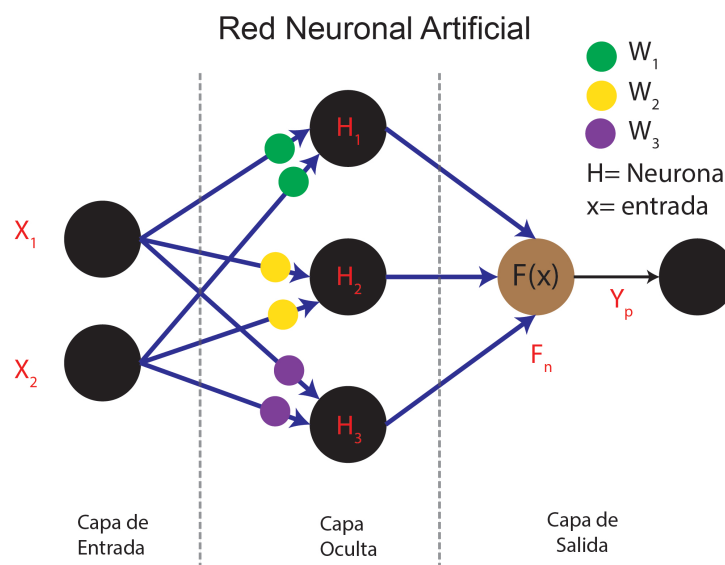 Red Neuronal Artificial
W₁
W₂
W₃
H= Neurona
x= entrada
H₁
X₁
H₂
F(x)
Yₚ
X₂
Fₙ
H₃
Capa de
Entrada
Capa
Oculta
Capa de
Salida